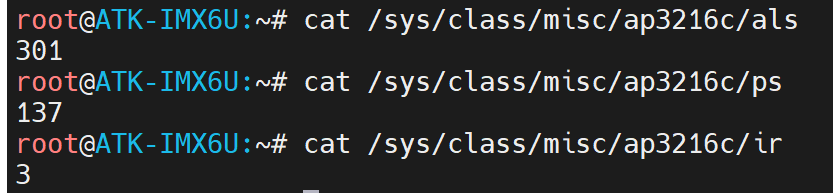 root@ATK-IMX6U:~# cat /sys/class/misc/ap3216c/als
301
root@ATK-IMX6U:~# cat /sys/class/misc/ap3216c/ps
137
root@ATK-IMX6U:~# cat /sys/class/misc/ap3216c/ir
3